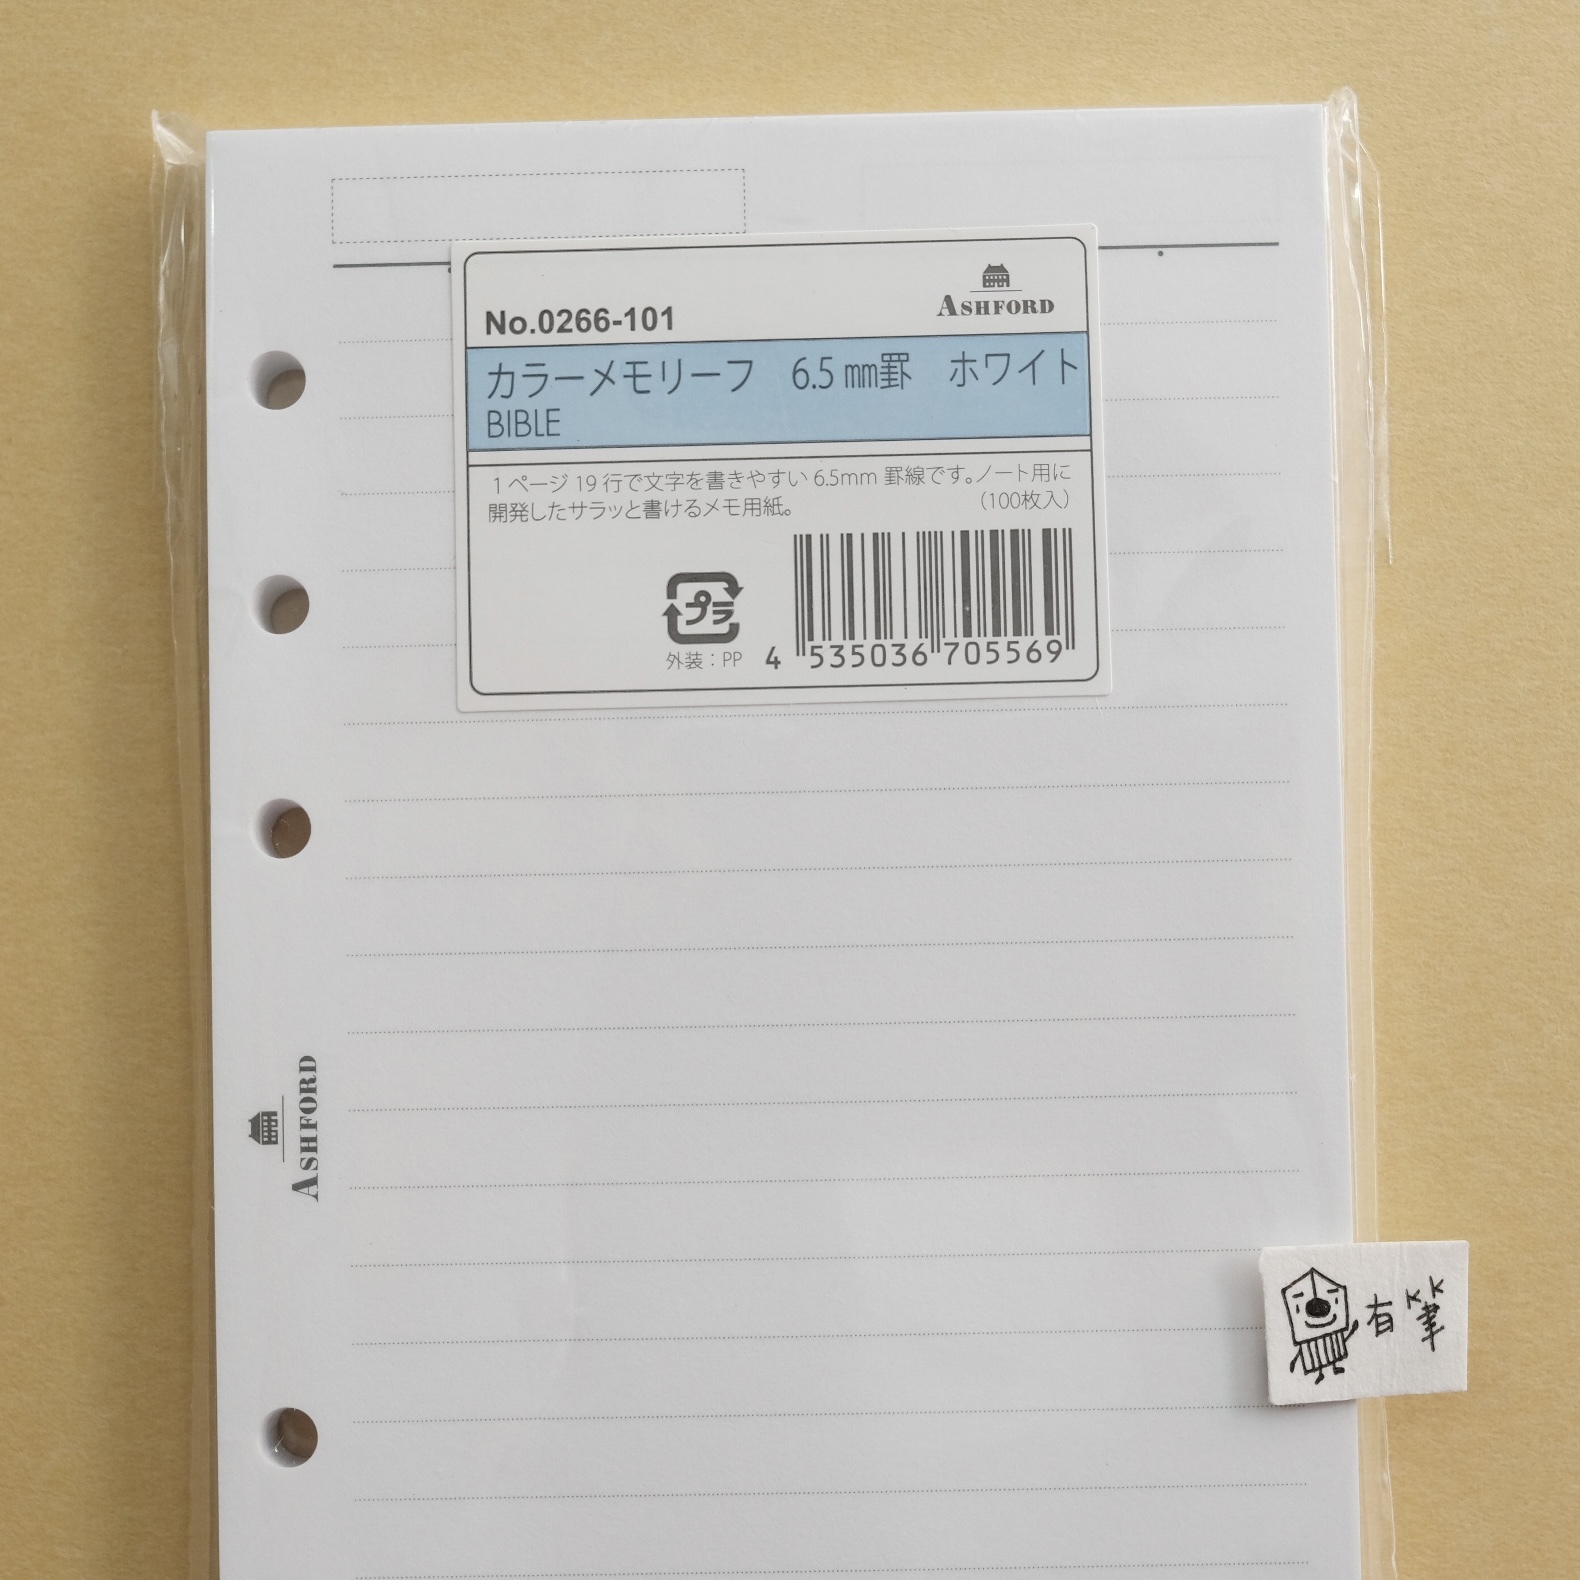 No.0266-101
ASHFORD
カラーメモリーフ　6.5㎜罫　ホワイト
BIBLE
1ページ19行で文字を書きやすい6.5mm罫線です。ノート用に
開発したサラッと書けるメモ用紙。　(100枚入)
プラ
外装：PP
4 535036 705569
ASHFORD
有筆